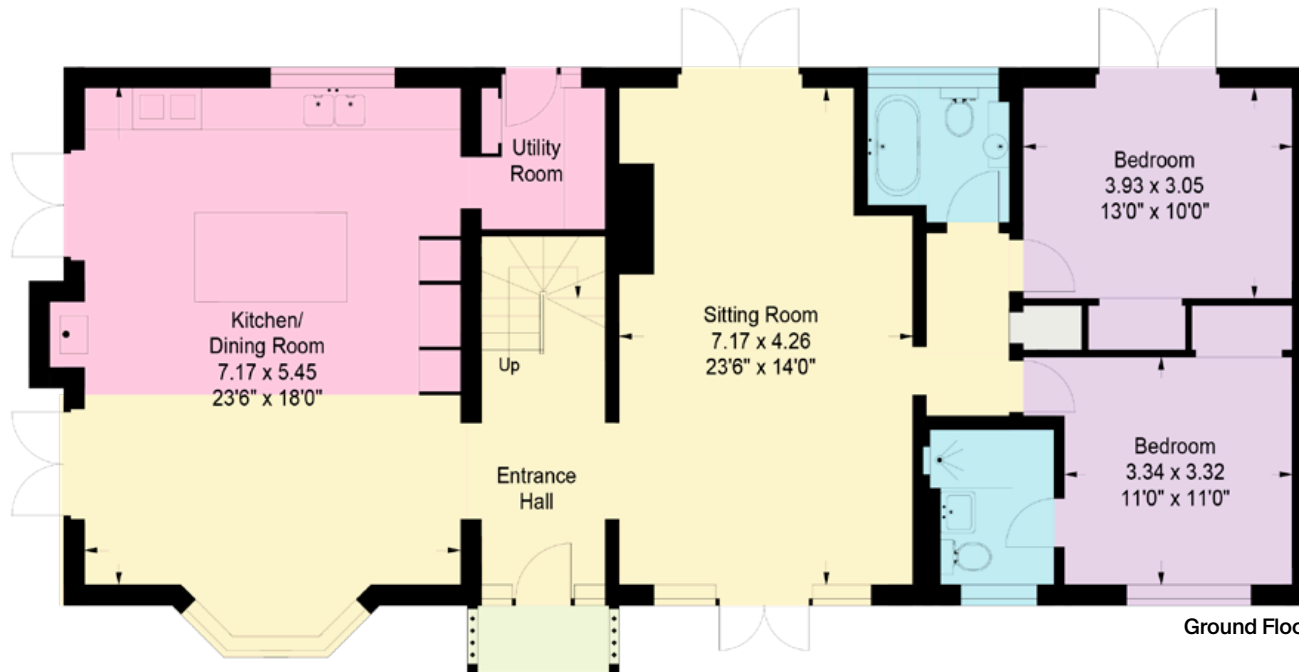 Utility
Room
Bedroom
3.93 x 3.05
13'0" x 10'0"
Kitchen/
Dining Room
7.17 x 5.45
23'6" x 18'0"
Up
Sitting Room
7.17 x 4.26
23'6" x 14'0"
Entrance
Hall
Bedroom
3.34 x 3.32
11'0" x 11'0"
Ground Floo